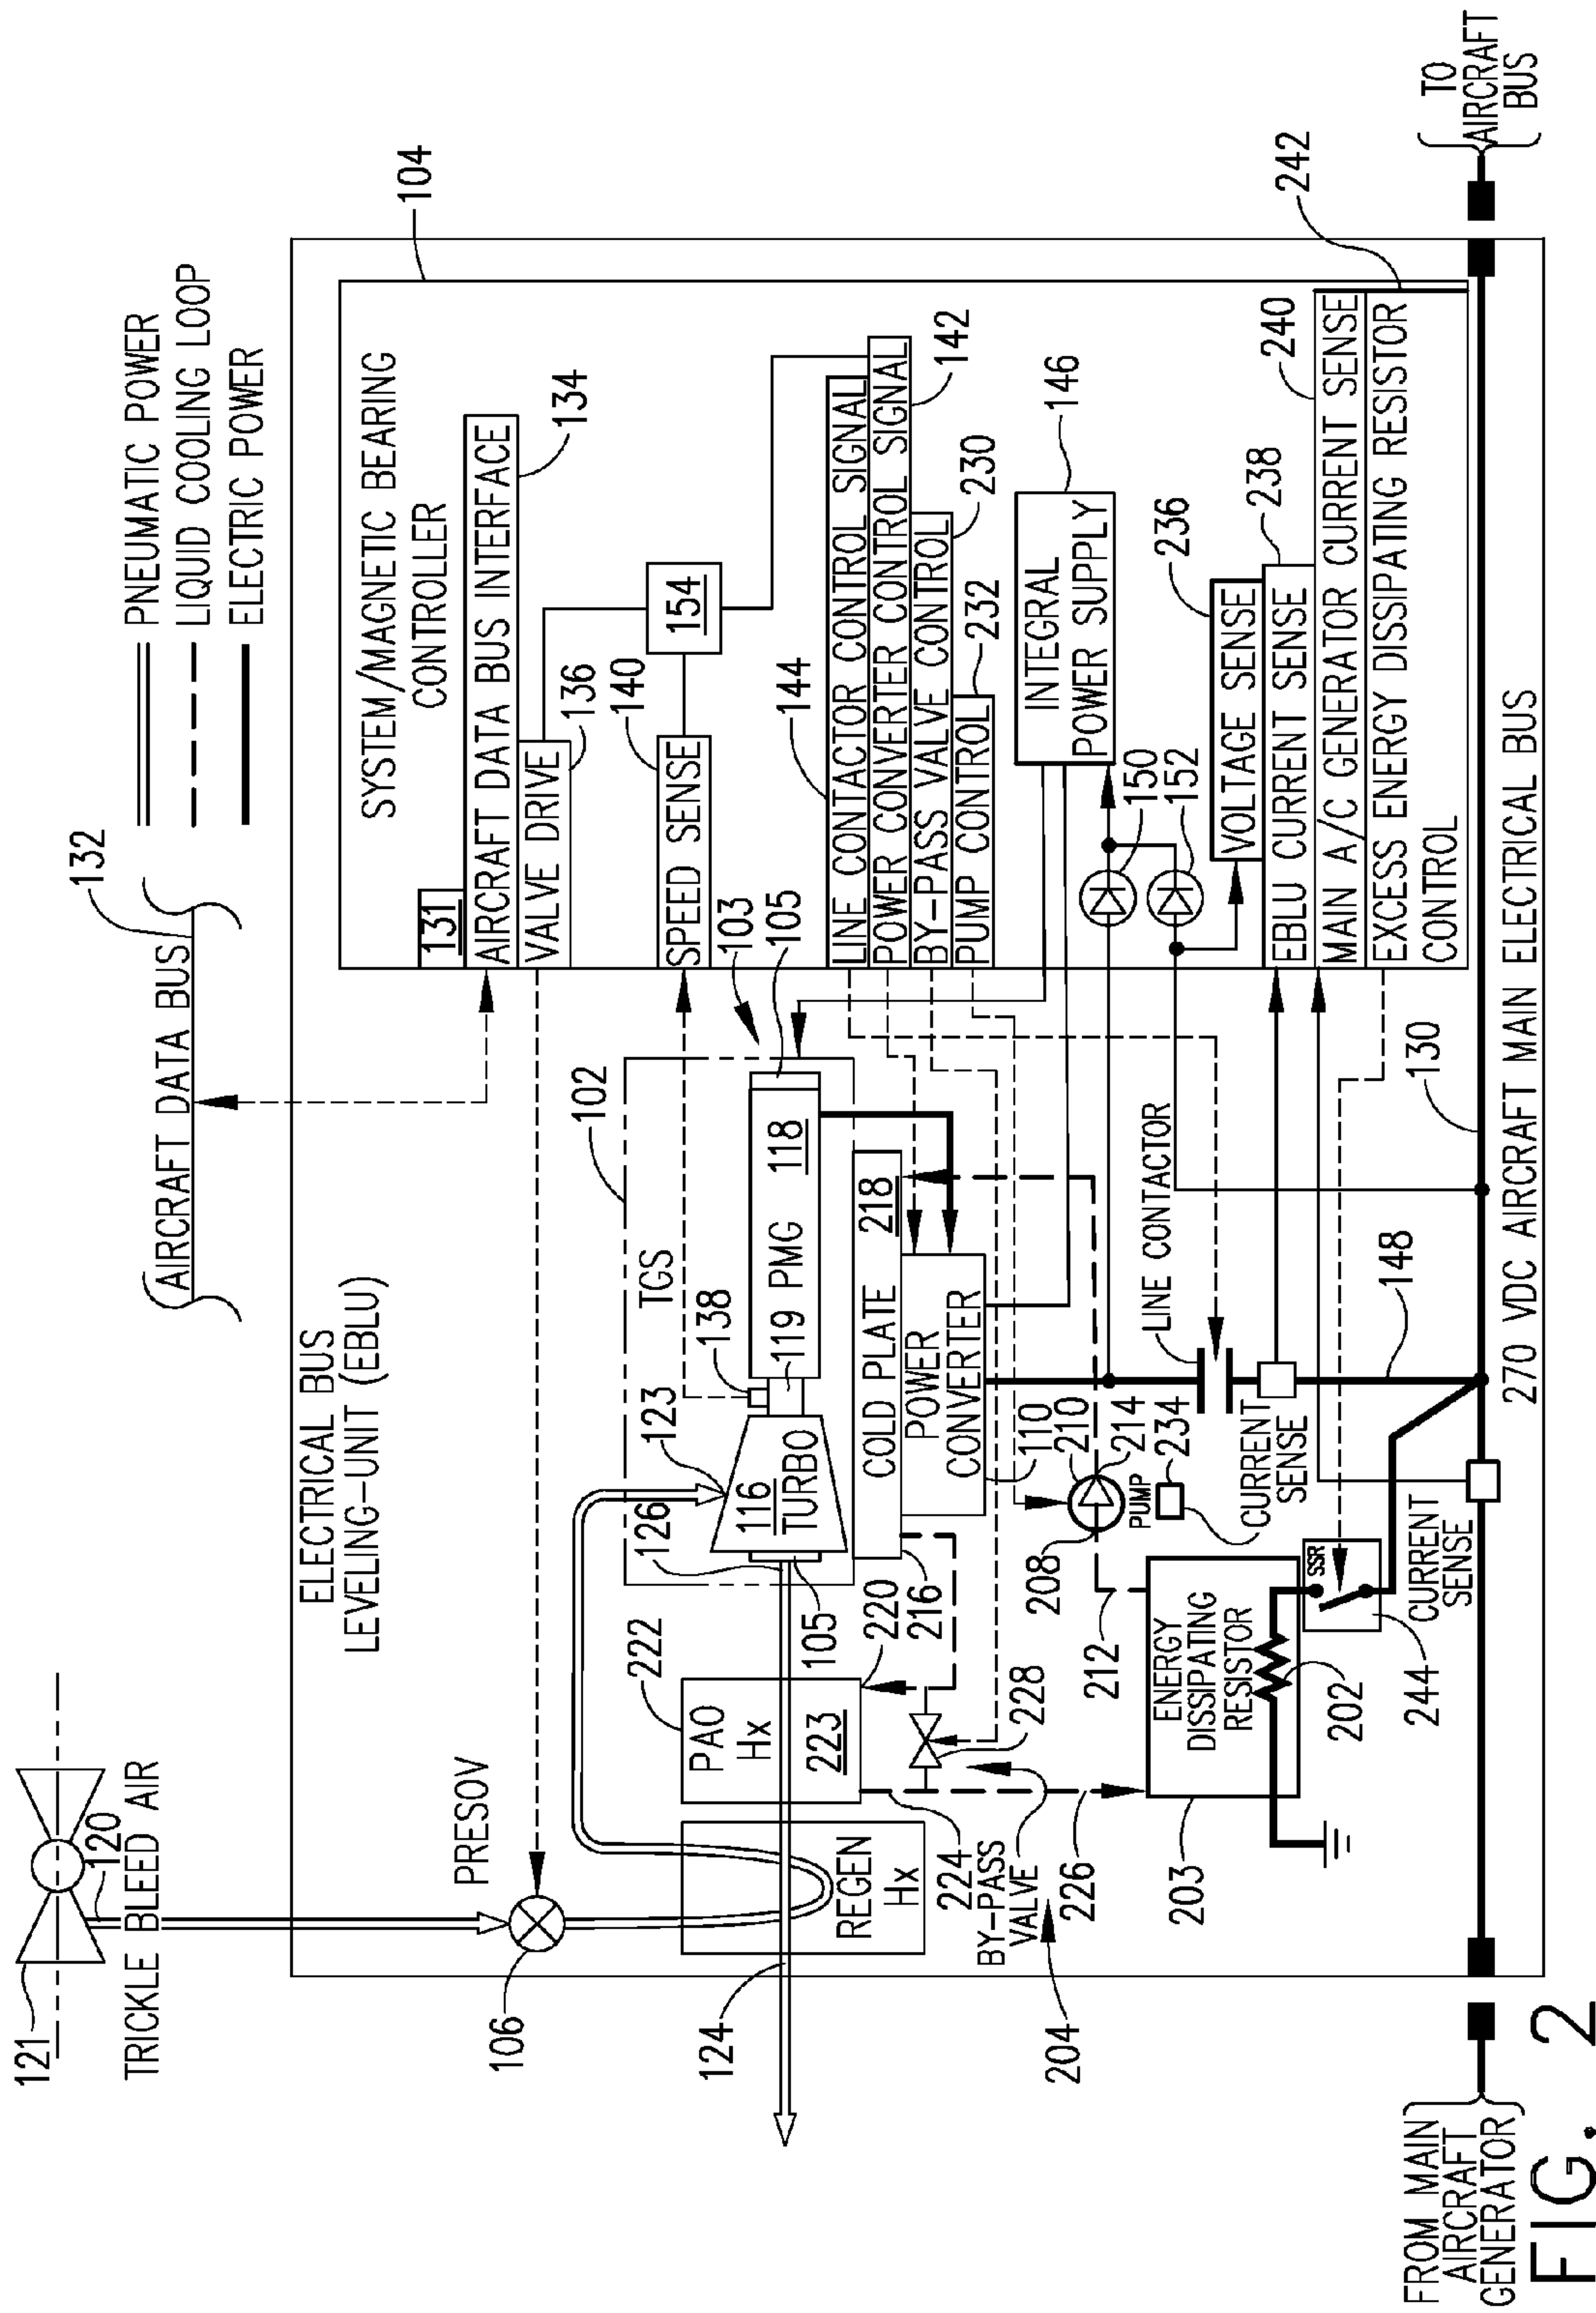 121
TRICKLE BLEED AIR
120
AIRCRAFT DATA BUS
132
PNEUMATIC POWER
LIQUID COOLING LOOP
ELECTRIC POWER
ELECTRICAL BUS
LEVELING-UNIT (EBLU)
104
SYSTEM/MAGNETIC BEARING
CONTROLLER
131
AIRCRAFT DATA BUS INTERFACE
134
VALVE DRIVE
136
PRESOV
106
102
TGS
140
SPEED SENSE
154
103
105
138
123
116
TURBO
119 PMG
118
126
105
124
REGEN
Hx
222
PAO
Hx
223
220
216
COLD PLATE
218
POWER
CONVERTER
110
144
LINE CONTACTOR CONTROL SIGNAL
POWER CONVERTER CONTROL SIGNAL
142
BY-PASS VALVE CONTROL
230
PUMP CONTROL
232
INTEGRAL
POWER SUPPLY
146
150
152
224
BY-PASS
VALVE
228
226
204
208
210
212
214
PUMP
234
CURRENT
SENSE
LINE CONTACTOR
203
ENERGY
DISSIPATING
RESISTOR
202
SSR
244
CURRENT
SENSE
148
130
236
VOLTAGE SENSE
238
EBLU CURRENT SENSE
240
MAIN A/C GENERATOR CURRENT SENSE
242
EXCESS ENERGY DISSIPATING RESISTOR
CONTROL
270 VDC AIRCRAFT MAIN ELECTRICAL BUS
FROM MAIN
AIRCRAFT
GENERATOR
TO
AIRCRAFT
BUS
FIG. 2